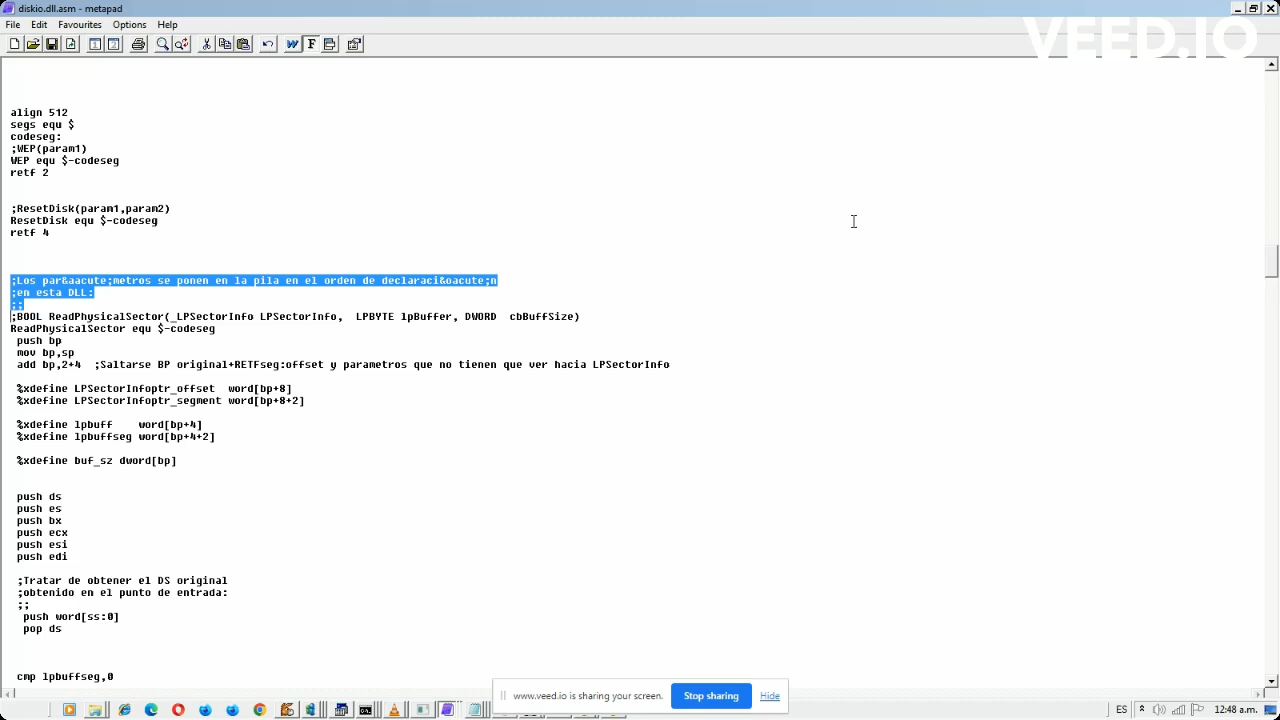 diskio.dll.asm - metapad
File Edit Favourites Options Help
VEED.IO
align 512
segs equ $
codeseg:
;WEP(param1)
WEP equ $-codeseg
retf 2
;ResetDisk(param1,param2)
ResetDisk equ $-codeseg
retf 4
;Los par&aacute;metros se ponen en la pila en el orden de declaraci&oacute;n
;en esta DLL:
;;
;BOOL ReadPhysicalSector(_LPSectorInfo LPSectorInfo,  LPBYTE lpBuffer, DWORD  cbBuffSize)
ReadPhysicalSector equ $-codeseg
push bp
mov bp,sp
add bp,2+4  ;Saltarse BP original+RETFseg:offset y parametros que no tienen que ver hacia LPSectorInfo
%xdefine LPSectorInfoptr_offset  word[bp+8]
%xdefine LPSectorInfoptr_segment word[bp+8+2]
%xdefine lpbuff    word[bp+4]
%xdefine lpbuffseg word[bp+4+2]
%xdefine buf_sz dword[bp]
push ds
push es
push bx
push ecx
push esi
push edi
;Tratar de obtener el DS original
;obtenido en el punto de entrada:
;;
push word[ss:0]
pop ds
cmp lpbuffseg,0
www.veed.io is sharing your screen. Stop sharing Hide
ES 12:48 a.m.